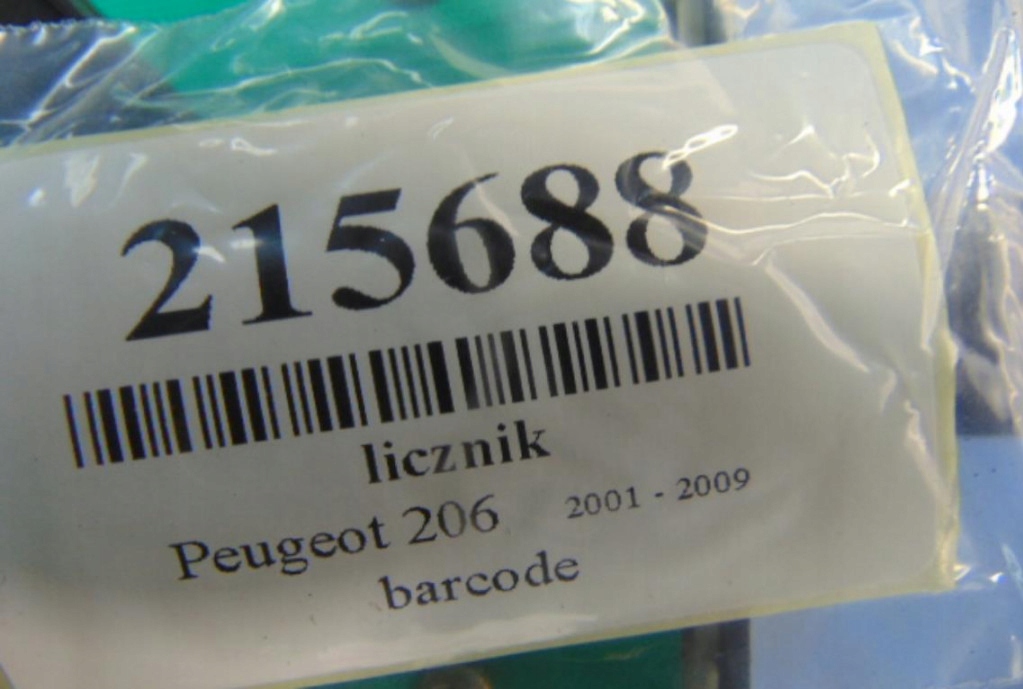 215688
licznik
Peugeot 206 2001 - 2009
barcode